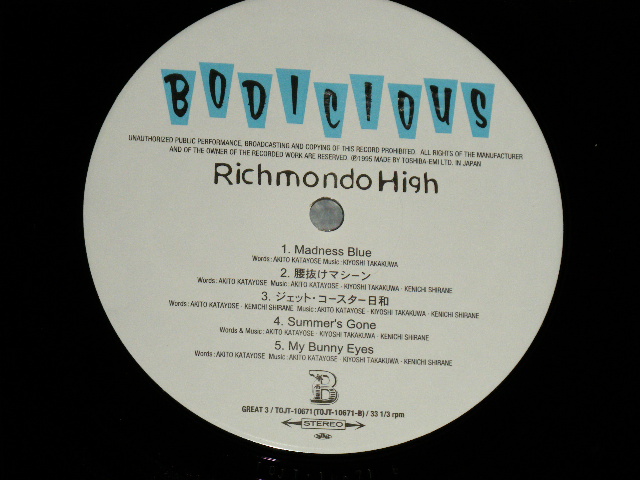 BODICIOUS
UNAUTHORIZED PUBLIC PERFORMANCE, BROADCASTING AND COPYING OF THIS RECORD PROHIBITED. ALL RIGHTS OF THE MANUFACTURER
AND OF THE OWNER OF THE RECORDED WORK ARE RESERVED. Ⓟ1995 MADE BY TOSHIBA-EMI LTD. IN JAPAN
Richmondo High
1. Madness Blue
Words : AKITO KATAYOSE Music : KIYOSHI TAKAKUWA
2. 腰抜けマシーン
Words : AKITO KATAYOSE Music : AKITO KATAYOSE - KIYOSHI TAKAKUWA - KENICHI SHIRANE
3. ジェット・コースター日和
Words : AKITO KATAYOSE - KENICHI SHIRANE Music : AKITO KATAYOSE - KIYOSHI TAKAKUWA - KENICHI SHIRANE
4. Summer's Gone
Words & Music : AKITO KATAYOSE - KIYOSHI TAKAKUWA - KENICHI SHIRANE
5. My Bunny Eyes
Words : AKITO KATAYOSE Music : AKITO KATAYOSE - KIYOSHI TAKAKUWA - KENICHI SHIRANE
B
GREAT 3 / TOJT-10671 (TOJT-10671-B) / 33 1/3 rpm
STEREO